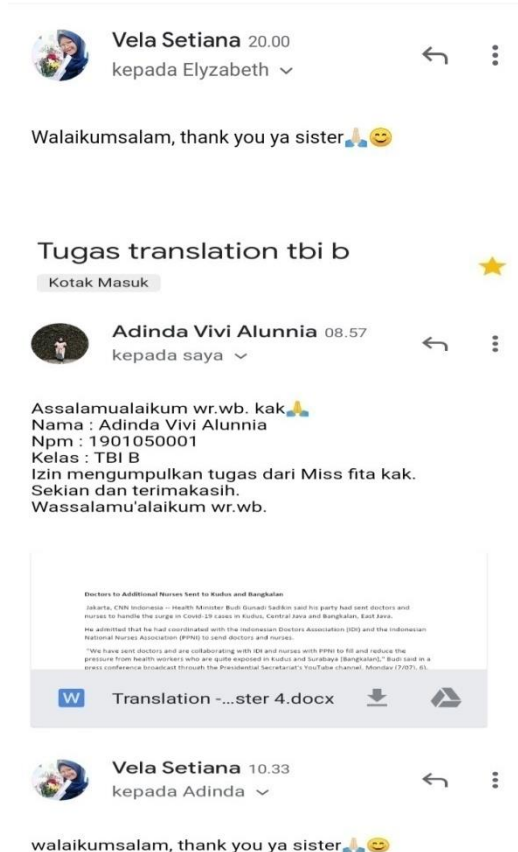 Vela Setiana 20.00
kepada Elyzabeth
Walaikumsalam, thank you ya sister🙏🏻😊
Tugas translation tbi b
Kotak Masuk
Adinda Vivi Alunnia 08.57
kepada saya
Assalamualaikum wr.wb. kak🙏
Nama : Adinda Vivi Alunnia
Npm : 1901050001
Kelas : TBI B
Izin mengumpulkan tugas dari Miss fita kak.
Sekian dan terimakasih.
Wassalamu'alaikum wr.wb.
Doctors to Additional Nurses Sent to Kudus and Bangkalan
Jakarta, CNN Indonesia -- Health Minister Budi Gunadi Sadikin said his party had sent doctors and
nurses to handle the surge in Covid-19 cases in Kudus, Central Java and Bangkalan, East Java.
He admitted that he had coordinated with the Indonesian Doctors Association (IDI) and the Indonesian
National Nurses Association (PPNI) to send doctors and nurses.
"We have sent doctors and are collaborating with IDI and nurses with PPNI to fill and reduce the
pressure from health workers who are quite exposed in Kudus and Surabaya [Bangkalan]," Budi said in a
press conference broadcast through the Presidential Secretariat's YouTube channel, Monday (7/07). 6).
W Translation -...ster 4.docx
Vela Setiana 10.33
kepada Adinda
walaikumsalam, thank you ya sister🙏🏻😊